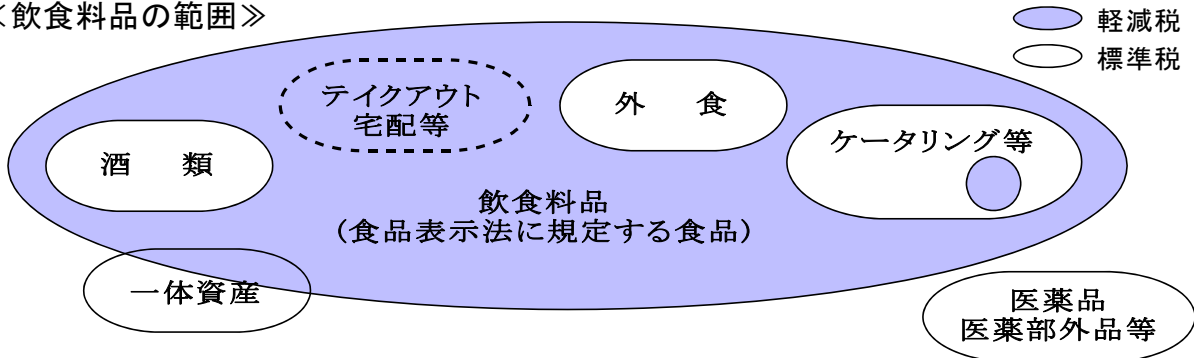 ≪飲食料品の範囲≫
軽減税
標準税
テイクアウト
宅配等
外　食
ケータリング等
酒　類
飲食料品
（食品表示法に規定する食品）
一体資産
医薬品
医薬部外品等